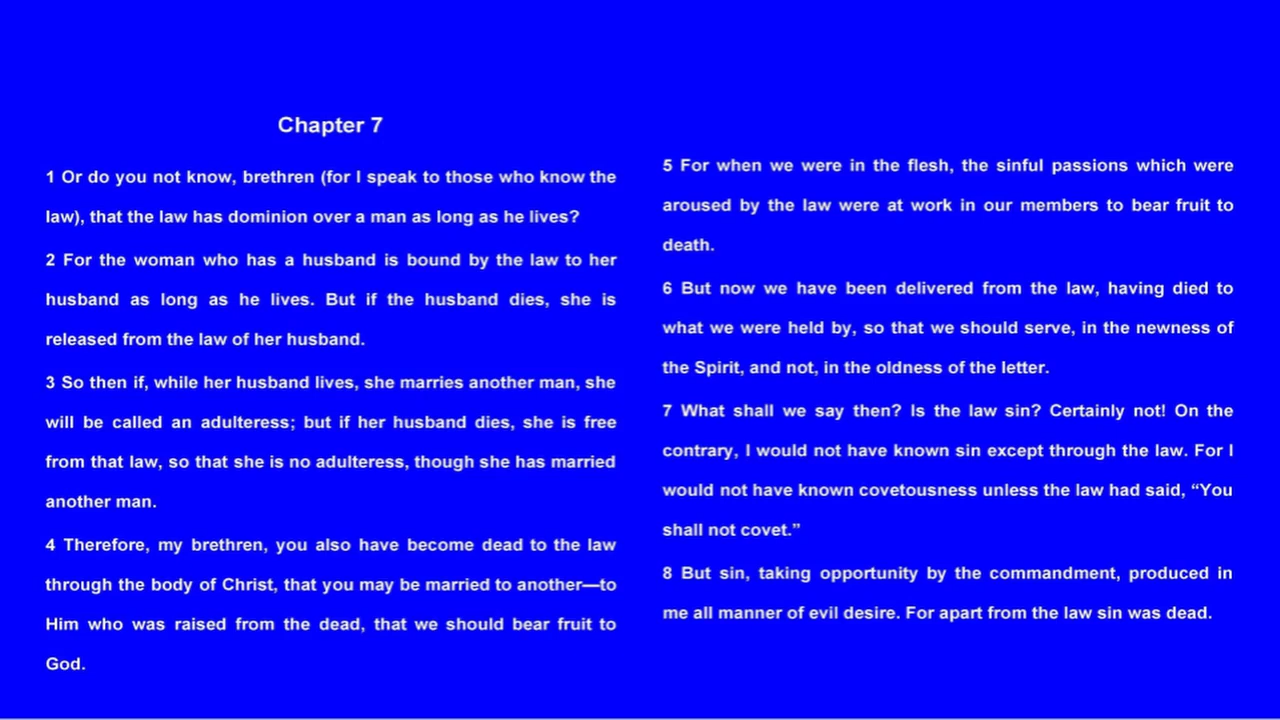 Chapter 7
1 Or do you not know, brethren (for I speak to those who know the
law), that the law has dominion over a man as long as he lives?
2 For the woman who has a husband is bound by the law to her
husband as long as he lives. But if the husband dies, she is
released from the law of her husband.
3 So then if, while her husband lives, she marries another man, she
will be called an adulteress; but if her husband dies, she is free
from that law, so that she is no adulteress, though she has married
another man.
4 Therefore, my brethren, you also have become dead to the law
through the body of Christ, that you may be married to another—to
Him who was raised from the dead, that we should bear fruit to
God.
5 For when we were in the flesh, the sinful passions which were
aroused by the law were at work in our members to bear fruit to
death.
6 But now we have been delivered from the law, having died to
what we were held by, so that we should serve, in the newness of
the Spirit, and not, in the oldness of the letter.
7 What shall we say then? Is the law sin? Certainly not! On the
contrary, I would not have known sin except through the law. For I
would not have known covetousness unless the law had said, “You
shall not covet.”
8 But sin, taking opportunity by the commandment, produced in
me all manner of evil desire. For apart from the law sin was dead.